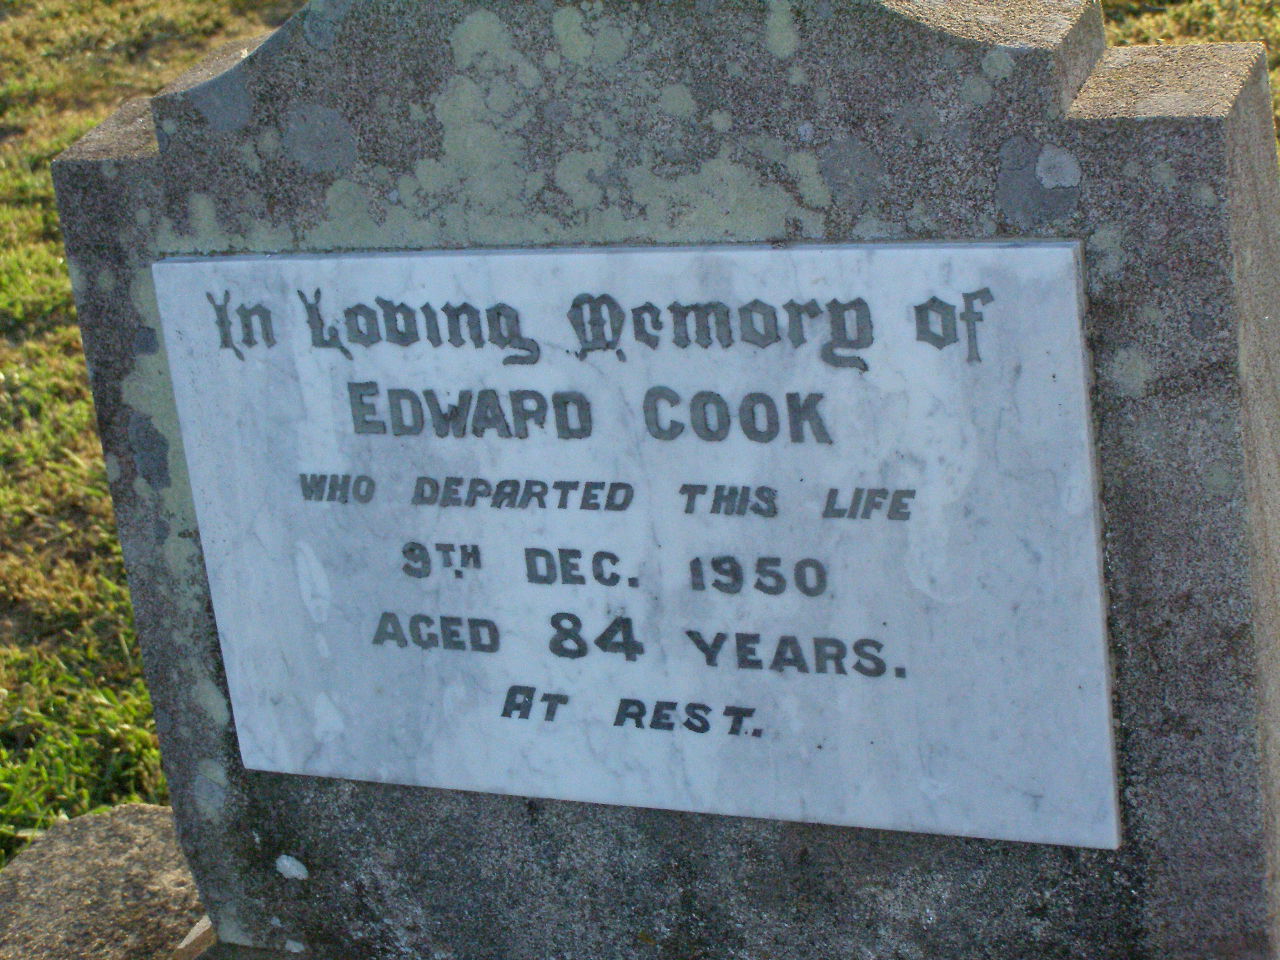 In Loving Memory of
EDWARD COOK
WHO DEPARTED THIS LIFE
9TH. DEC. 1950
AGED 84 YEARS.
AT REST.